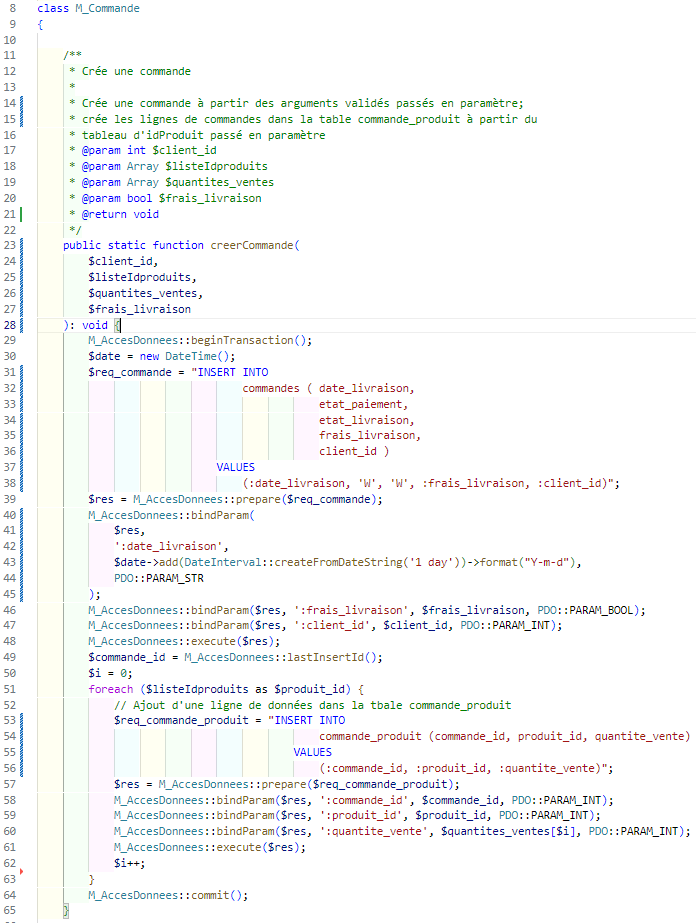 8 class M_Commande
9 {
10
11     /**
12      * Crée une commande
13      *
14      * Crée une commande à partir des arguments validés passés en paramètre;
15      * crée les lignes de commandes dans la table commande_produit à partir du
16      * tableau d'idProduit passé en paramètre
17      * @param int $client_id
18      * @param Array $listeIdproduits
19      * @param Array $quantites_ventes
20      * @param bool $frais_livraison
21      * @return void
22      */
23     public static function creerCommande(
24         $client_id,
25         $listeIdproduits,
26         $quantites_ventes,
27         $frais_livraison
28     ): void {
29         M_AccesDonnees::beginTransaction();
30         $date = new DateTime();
31         $req_commande = "INSERT INTO
32                                 commandes ( date_livraison,
33                                             etat_paiement,
34                                             etat_livraison,
35                                             frais_livraison,
36                                             client_id )
37                             VALUES
38                                 (:date_livraison, 'W', 'W', :frais_livraison, :client_id)";
39         $res = M_AccesDonnees::prepare($req_commande);
40         M_AccesDonnees::bindParam(
41             $res,
42             ':date_livraison',
43             $date->add(DateInterval::createFromDateString('1 day'))->format("Y-m-d"),
44             PDO::PARAM_STR
45         );
46         M_AccesDonnees::bindParam($res, ':frais_livraison', $frais_livraison, PDO::PARAM_BOOL);
47         M_AccesDonnees::bindParam($res, ':client_id', $client_id, PDO::PARAM_INT);
48         M_AccesDonnees::execute($res);
49         $commande_id = M_AccesDonnees::lastInsertId();
50         $i = 0;
51         foreach ($listeIdproduits as $produit_id) {
52             // Ajout d'une ligne de données dans la tbale commande_produit
53             $req_commande_produit = "INSERT INTO
54                                             commande_produit (commande_id, produit_id, quantite_vente)
55                                         VALUES
56                                             (:commande_id, :produit_id, :quantite_vente)";
57             $res = M_AccesDonnees::prepare($req_commande_produit);
58             M_AccesDonnees::bindParam($res, ':commande_id', $commande_id, PDO::PARAM_INT);
59             M_AccesDonnees::bindParam($res, ':produit_id', $produit_id, PDO::PARAM_INT);
60             M_AccesDonnees::bindParam($res, ':quantite_vente', $quantites_ventes[$i], PDO::PARAM_INT);
61             M_AccesDonnees::execute($res);
62             $i++;
63         }
64         M_AccesDonnees::commit();
65     }